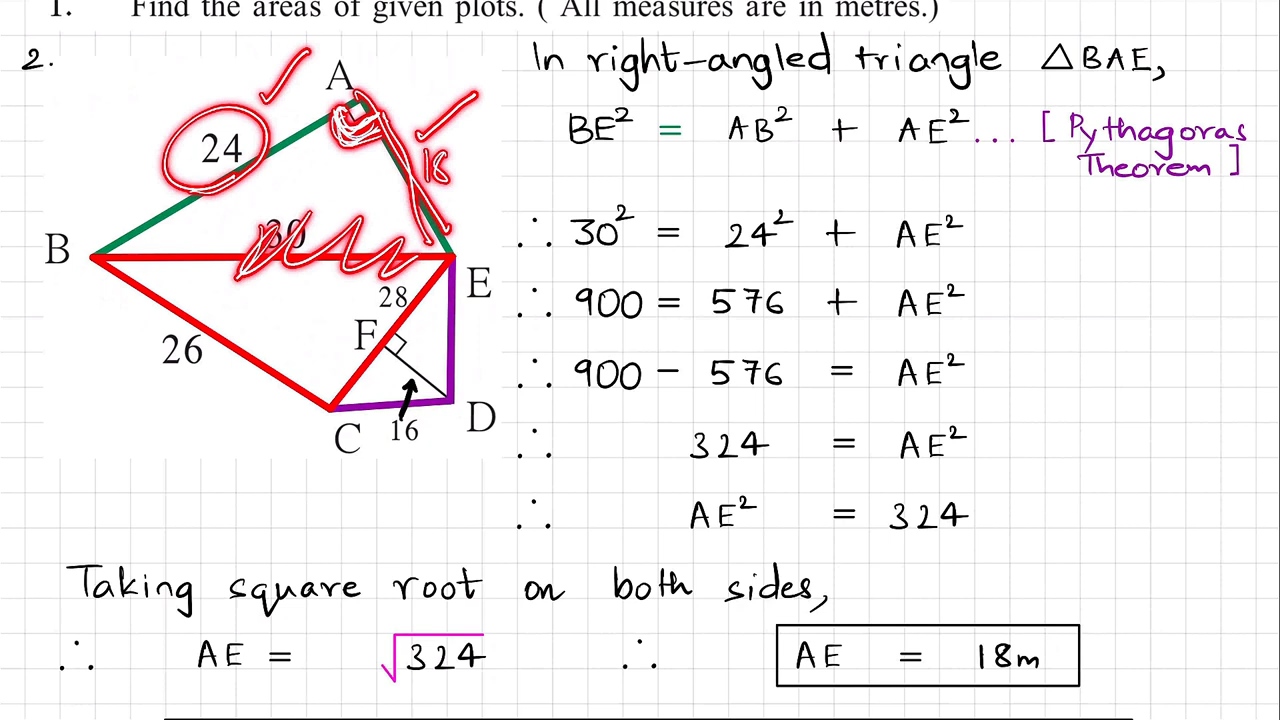 1. Find the areas of given plots. ( All measures are in metres.)
2.
A
24
18
B
30
E
28
F
26
C
16
D
In right-angled triangle △BAE,
BE² = AB² + AE² ... [ Pythagoras
Theorem ]
∴ 30² = 24² + AE²
∴ 900 = 576 + AE²
∴ 900 - 576 = AE²
∴ 324 = AE²
∴ AE² = 324
Taking square root on both sides,
∴ AE = √324 ∴ AE = 18m